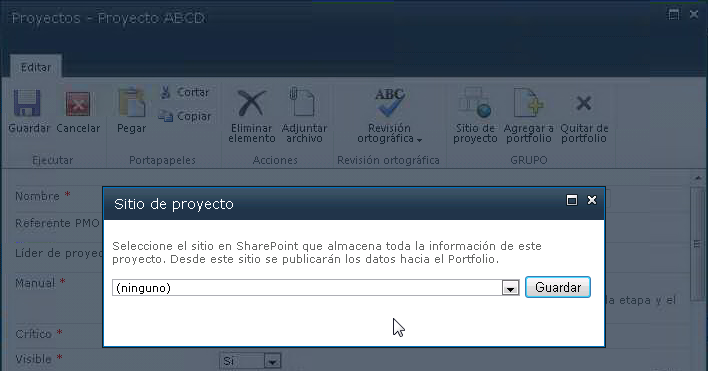 Proyectos - Proyecto ABCD
Editar
Guardar
Cancelar
Pegar
Cortar
Copiar
Eliminar
elemento
Adjuntar
archivo
ABC
Revisión
ortográfica
Sitio de
proyecto
Agregar a
portfolio
Quitar de
portfolio
Ejecutar
Portapapeles
Acciones
Revisión ortográfica
GRUPO
Nombre *
Referente PMO
Líder de proyec
Manual *
la etapa y el
Crítico *
Visible *
Si
Sitio de proyecto
Seleccione el sitio en SharePoint que almacena toda la información de este
proyecto. Desde este sitio se publicarán los datos hacia el Portfolio.
(ninguno)
Guardar